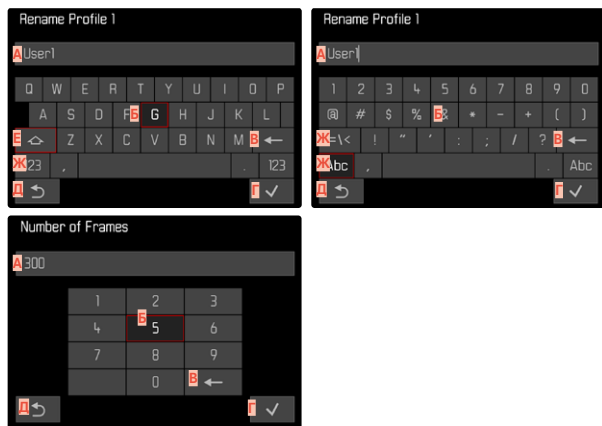 Rename Profile 1
А User1
Q W E R T Y U I O P
A S D F Б G H J K L
Е Z X C V B N M В ←
Ж 123 , . 123
Д Г ✓
Rename Profile 1
А User1
1 2 3 4 5 6 7 8 9 0
@ # $ % Б & * - + ( )
Ж =\< ! " ' : ; / ? В ←
Ж Abc , . Abc
Д Г ✓
Number of Frames
А 300
1 2 3
Б
4 5 6
7 8 9
0 В ←
Д Г ✓